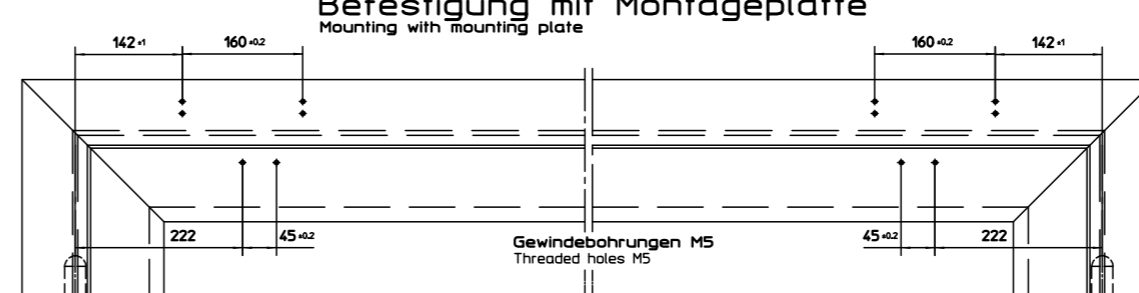 Befestigung mit Montageplatte
Mounting with mounting plate
142 ±1 160 ±0.2 160 ±0.2 142 ±1
222 45 ±0.2 45 ±0.2 222
Gewindebohrungen M5
Threaded holes M5